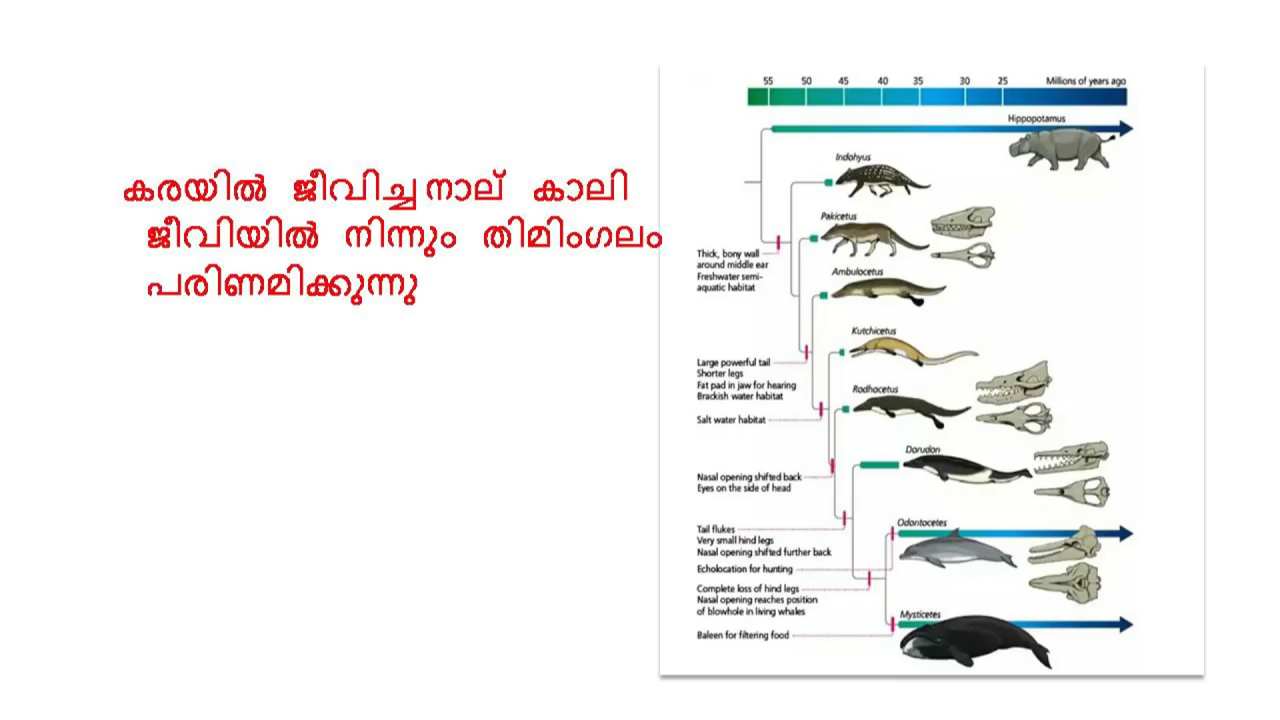 കരയിൽ ജീവിച്ച നാല് കാലി
ജീവിയിൽ നിന്നും തിമിംഗലം
പരിണമിക്കുന്നു
55 50 45 40 35 30 25 Millions of years ago
Hippopotamus
Indohyus
Pakicetus
Thick, bony wall
around middle ear
Freshwater semi-
aquatic habitat
Ambulocetus
Kutchicetus
Large powerful tail
Shorter legs
Fat pad in jaw for hearing
Brackish water habitat
Rodhocetus
Salt water habitat
Dorudon
Nasal opening shifted back
Eyes on the side of head
Odontocetes
Tail flukes
Very small hind legs
Nasal opening shifted further back
Echolocation for hunting
Complete loss of hind legs
Nasal opening reaches position
of blowhole in living whales
Mysticetes
Baleen for filtering food